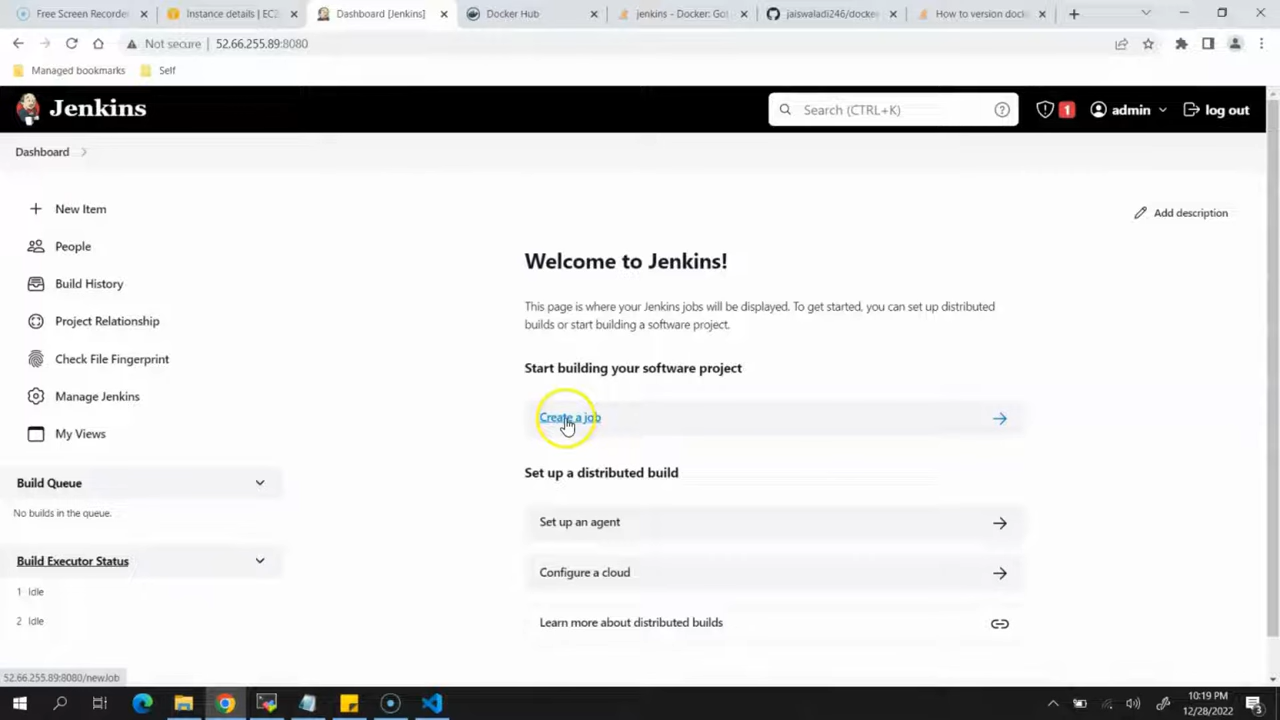 Free Screen Recorder
Instance details | EC2
Dashboard [Jenkins]
Docker Hub
jenkins - Docker: Go
jaiswaladi246/docke
How to version dock
Not secure | 52.66.255.89:8080
Managed bookmarks
Self
Jenkins
Search (CTRL+K)
1
admin
log out
Dashboard
New Item
Add description
People
Build History
Project Relationship
Check File Fingerprint
Manage Jenkins
My Views
Welcome to Jenkins!
This page is where your Jenkins jobs will be displayed. To get started, you can set up distributed
builds or start building a software project.
Start building your software project
Create a job
Set up a distributed build
Set up an agent
Configure a cloud
Learn more about distributed builds
Build Queue
No builds in the queue.
Build Executor Status
1 Idle
2 Idle
52.66.255.89:8080/newJob
10:19 PM
12/28/2022
3